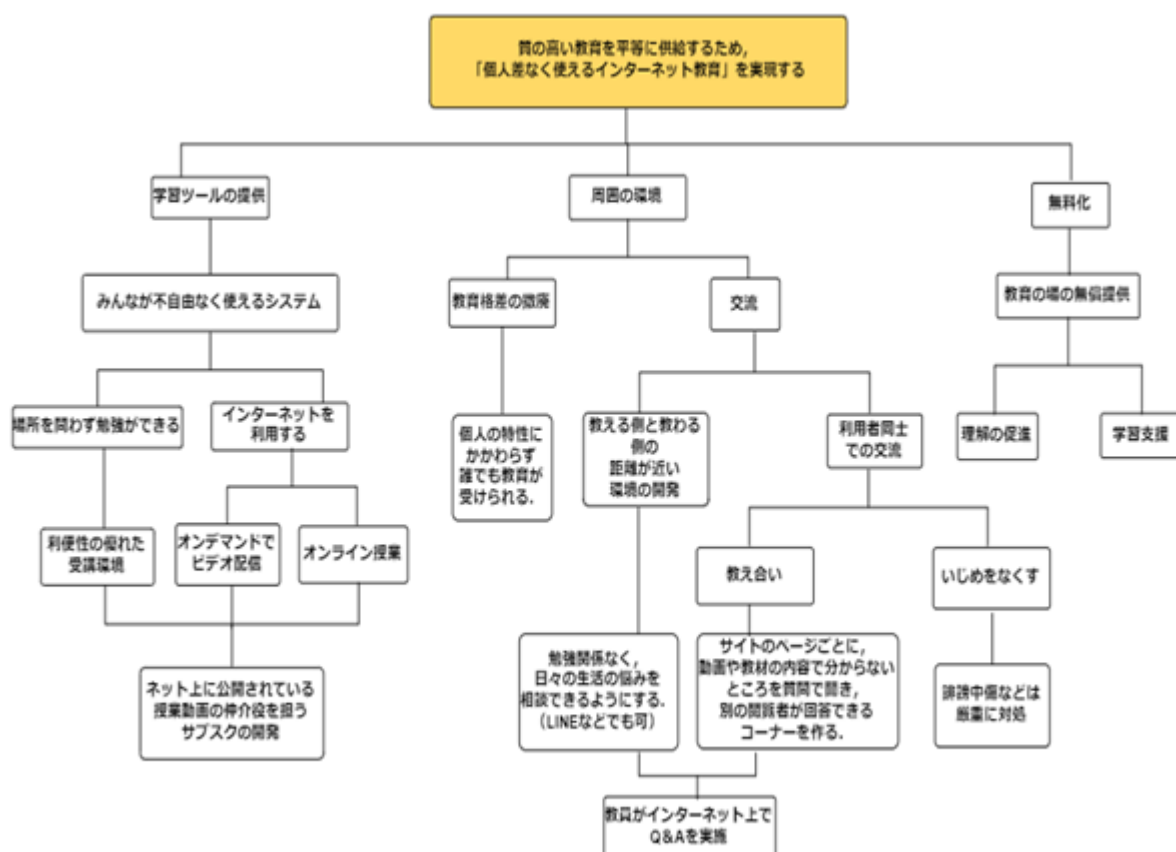 質の高い教育を平等に供給するため,
「個人差なく使えるインターネット教育」を実現する
学習ツールの提供
周囲の環境
無料化
みんなが不自由なく使えるシステム
教育格差の撤廃
交流
教育の場の無償提供
場所を問わず勉強ができる
インターネットを
利用する
個人の特性に
かかわらず
誰でも教育が
受けられる.
教える側と教わる
側の
距離が近い
環境の開発
利用者同士
での交流
理解の促進
学習支援
利便性の優れた
受講環境
オンデマンドで
ビデオ配信
オンライン授業
教え合い
いじめをなくす
ネット上に公開されている
授業動画の仲介役を担う
サブスクの開発
勉強関係なく,
日々の生活の悩みを
相談できるようにする.
（LINEなどでも可）
サイトのページごとに,
動画や教材の内容で分からない
ところを質問で聞き,
別の閲覧者が回答できる
コーナーを作る.
誹謗中傷などは
厳重に対処
教員がインターネット上で
Q&Aを実施